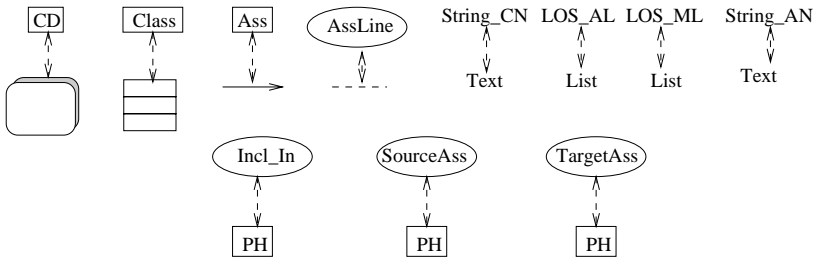 CD Class Ass AssLine String_CN LOS_AL LOS_ML String_AN
Text List List Text
Incl_In SourceAss TargetAss
PH PH PH